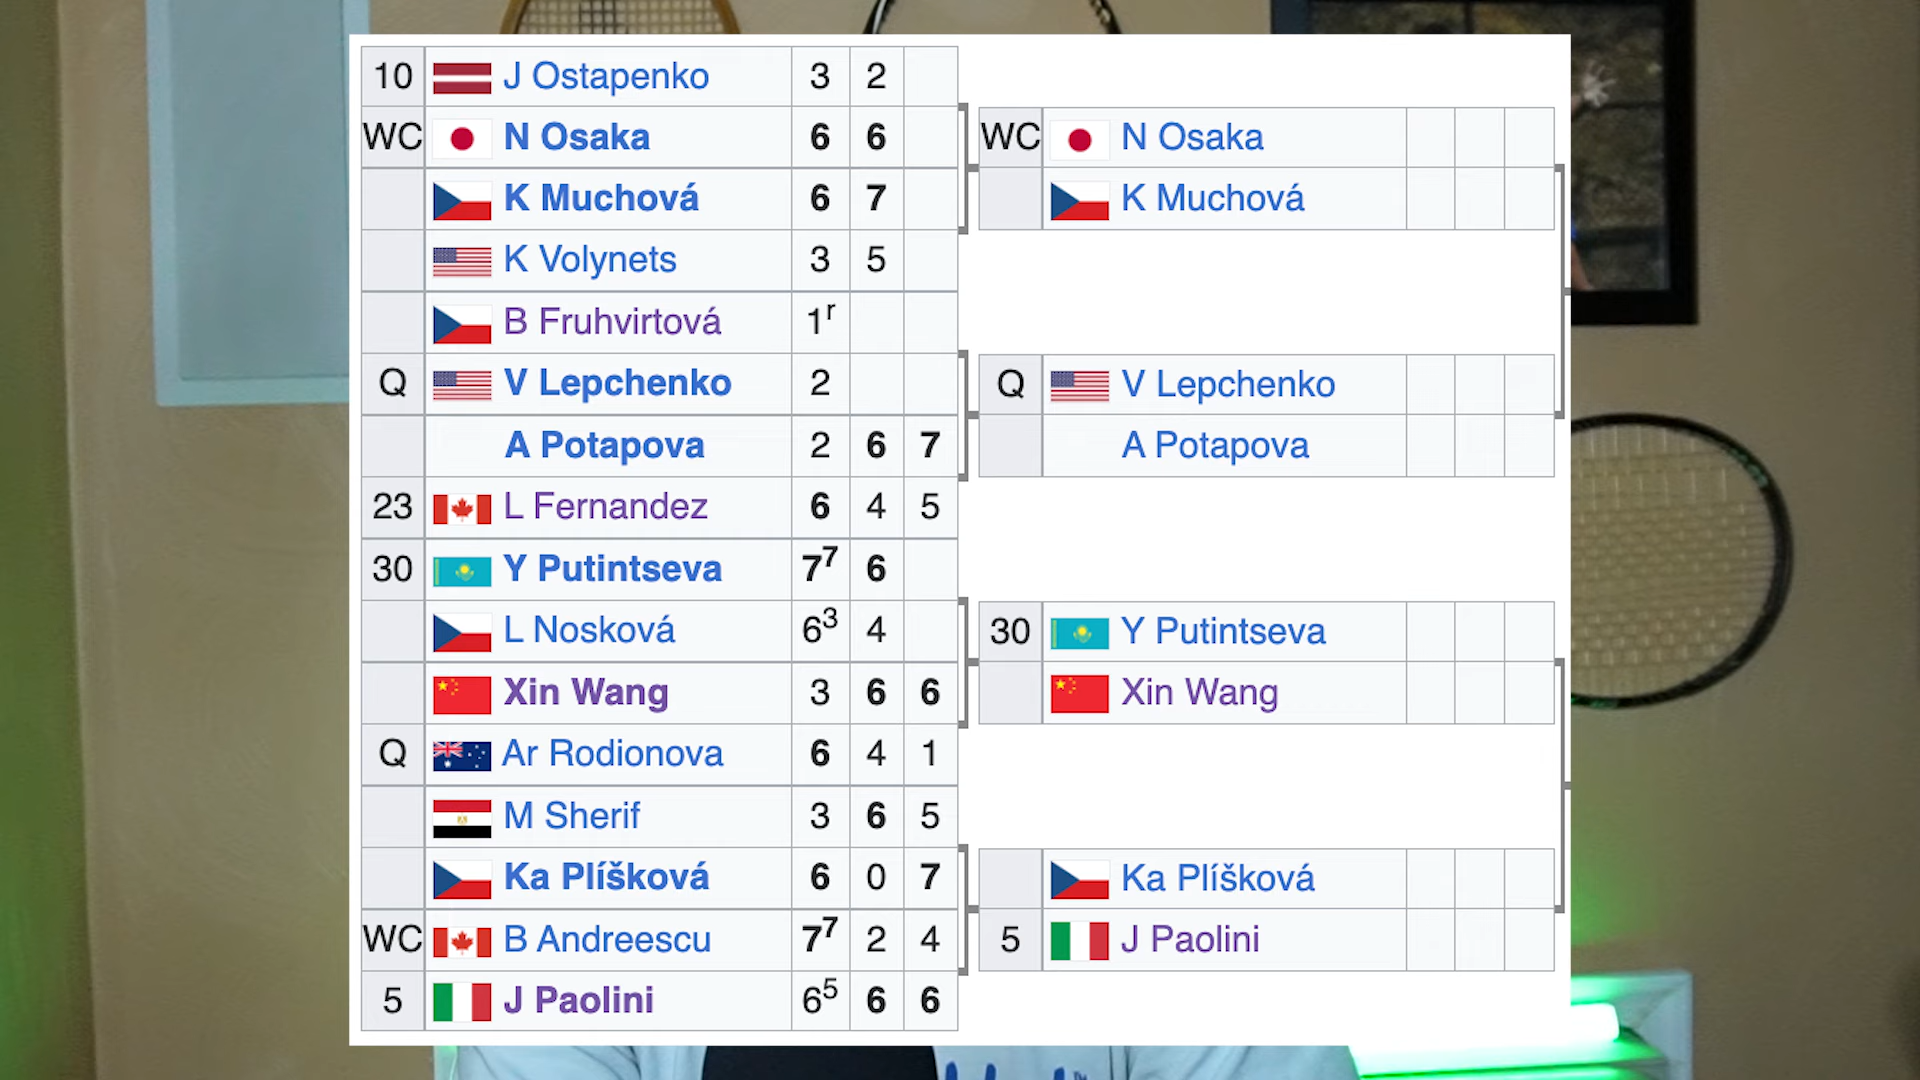 10 J Ostapenko 3 2
WC N Osaka 6 6
K Muchová 6 7
K Volynets 3 5
B Fruhvirtová 1r
Q V Lepchenko 2
A Potapova 2 6 7
23 L Fernandez 6 4 5
30 Y Putintseva 77 6
L Nosková 63 4
Xin Wang 3 6 6
Q Ar Rodionova 6 4 1
M Sherif 3 6 5
Ka Plíšková 6 0 7
WC B Andreescu 77 2 4
5 J Paolini 65 6 6
WC N Osaka
K Muchová
Q V Lepchenko
A Potapova
30 Y Putintseva
Xin Wang
Ka Plíšková
5 J Paolini